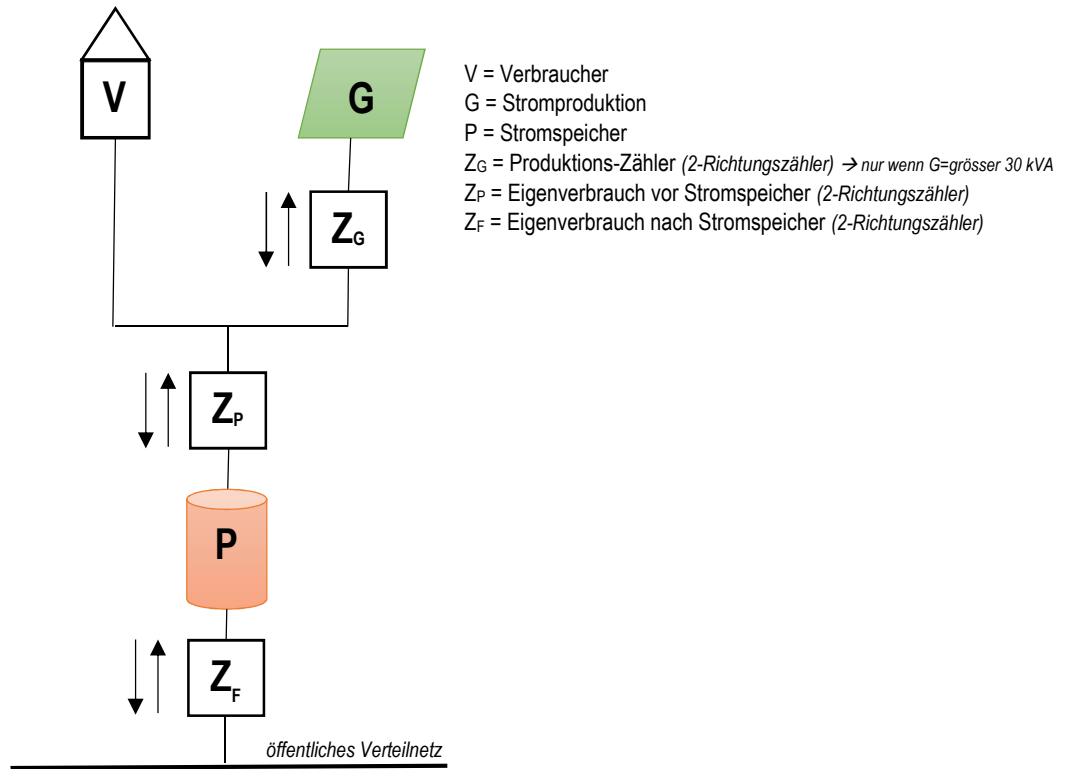 V
G
V = Verbraucher
G = Stromproduktion
P = Stromspeicher
ZG = Produktions-Zähler (2-Richtungszähler) → nur wenn G=grösser 30 kVA
ZP = Eigenverbrauch vor Stromspeicher (2-Richtungszähler)
ZF = Eigenverbrauch nach Stromspeicher (2-Richtungszähler)
ZG
ZP
P
ZF
öffentliches Verteilnetz